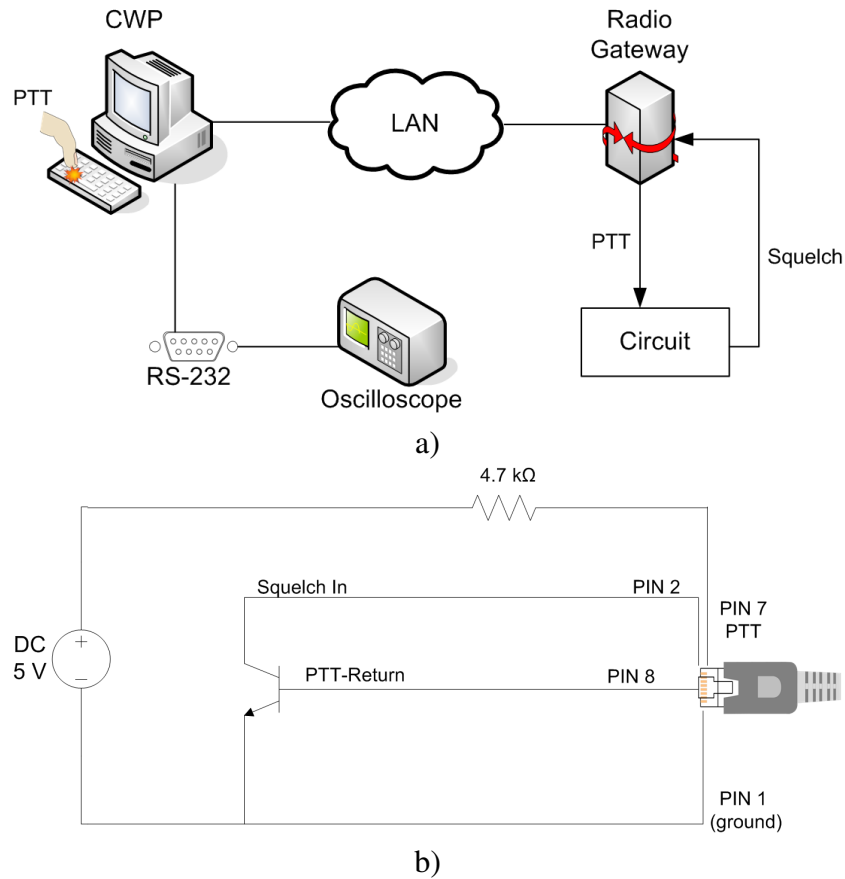 CWP
Radio
Gateway
PTT
LAN
PTT
Squelch
Circuit
RS-232
Oscilloscope
a)
4.7 kΩ
Squelch In
PIN 2
PIN 7
PTT
DC
5 V
+
−
PTT-Return
PIN 8
PIN 1
(ground)
b)